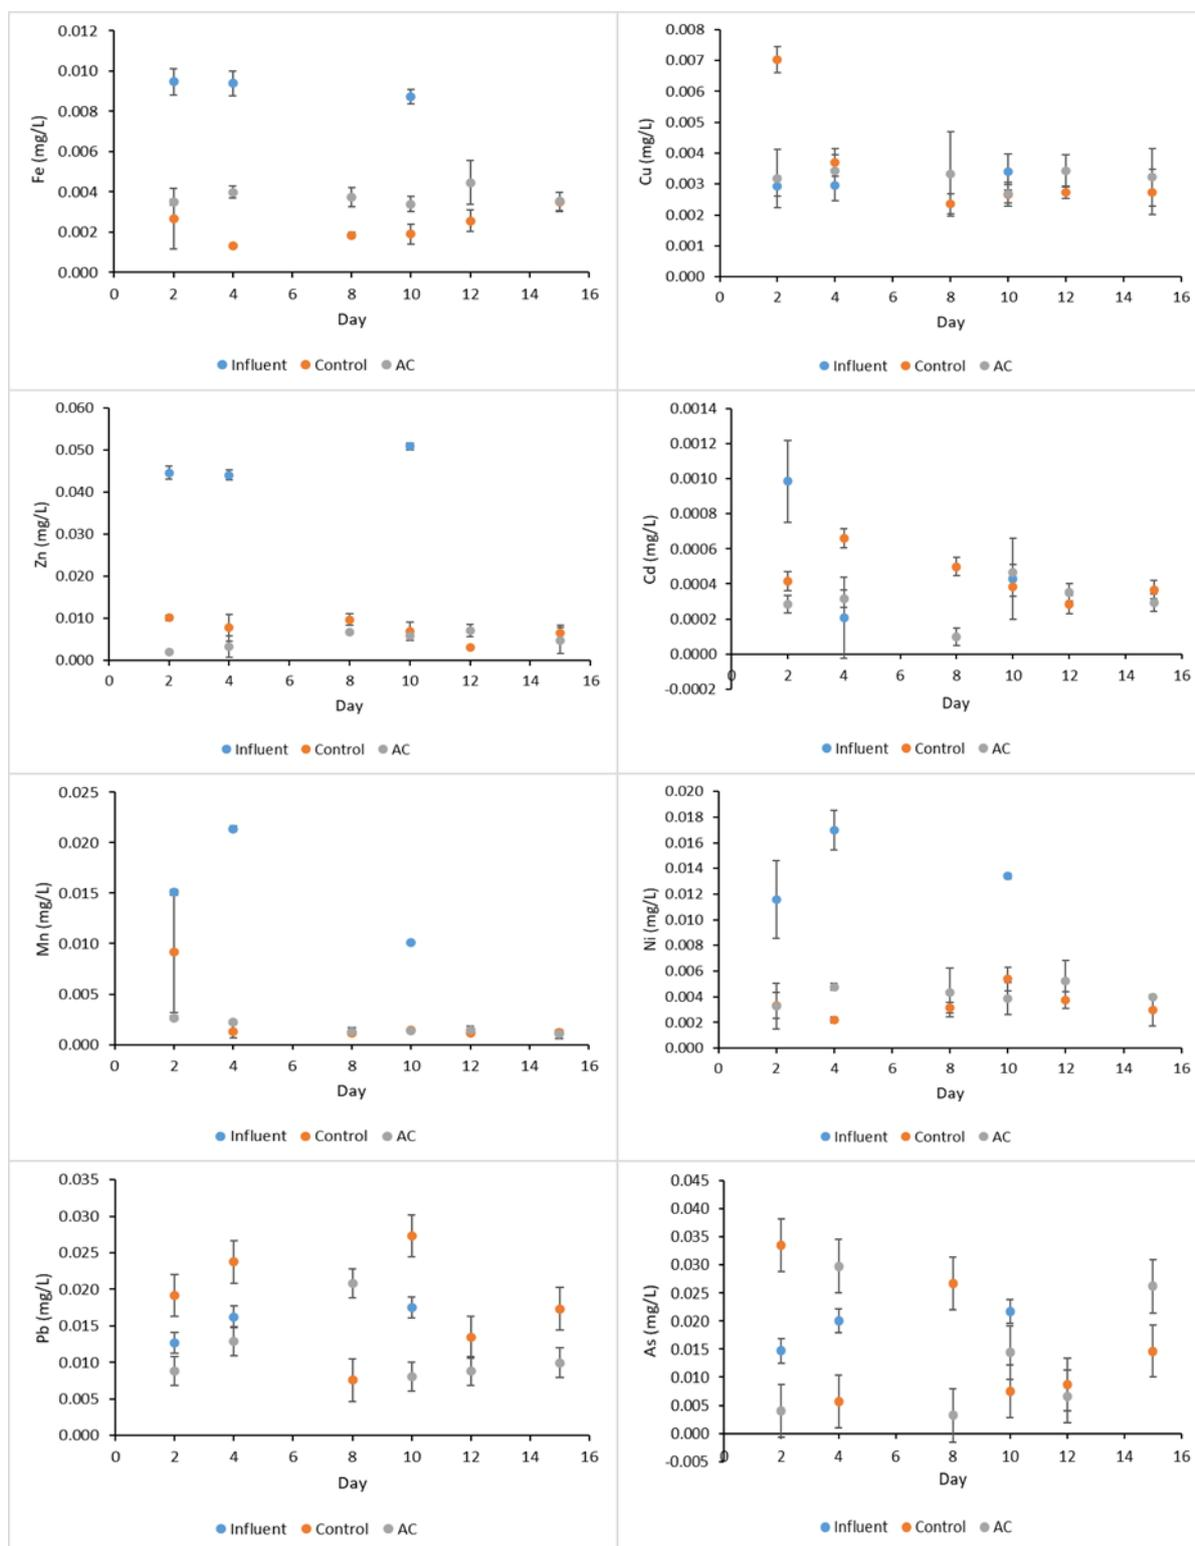 0.012
0.010
0.008
0.006
0.004
0.002
0.000
Fe (mg/L)
0 2 4 6 8 10 12 14 16
Day
Influent Control AC
0.008
0.007
0.006
0.005
0.004
0.003
0.002
0.001
0.000
Cu (mg/L)
0 2 4 6 8 10 12 14 16
Day
Influent Control AC
0.060
0.050
0.040
0.030
0.020
0.010
0.000
Zn (mg/L)
0 2 4 6 8 10 12 14 16
Day
Influent Control AC
0.0014
0.0012
0.0010
0.0008
0.0006
0.0004
0.0002
0.0000
-0.0002
Cd (mg/L)
0 2 4 6 8 10 12 14 16
Day
Influent Control AC
0.025
0.020
0.015
0.010
0.005
0.000
Mn (mg/L)
0 2 4 6 8 10 12 14 16
Day
Influent Control AC
0.020
0.018
0.016
0.014
0.012
0.010
0.008
0.006
0.004
0.002
0.000
Ni (mg/L)
0 2 4 6 8 10 12 14 16
Day
Influent Control AC
0.035
0.030
0.025
0.020
0.015
0.010
0.005
0.000
Pb (mg/L)
0 2 4 6 8 10 12 14 16
Day
Influent Control AC
0.045
0.040
0.035
0.030
0.025
0.020
0.015
0.010
0.005
0.000
-0.005
As (mg/L)
0 2 4 6 8 10 12 14 16
Day
Influent Control AC